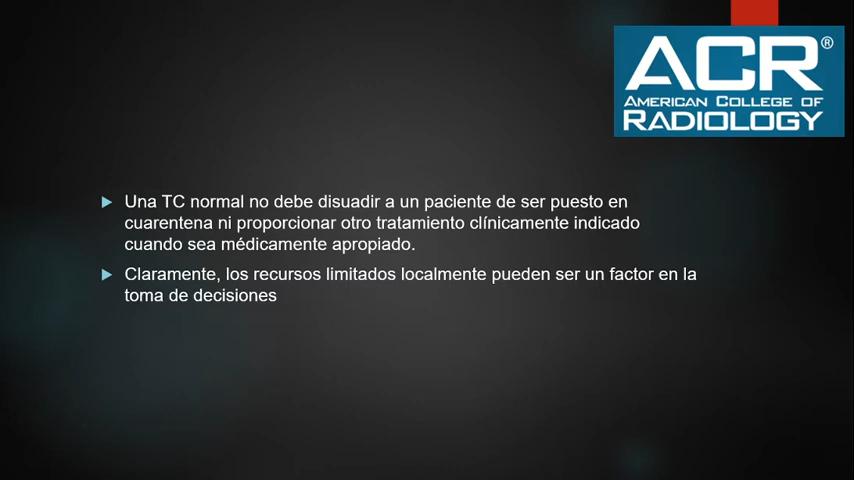 ACR®
AMERICAN COLLEGE OF
RADIOLOGY
Una TC normal no debe disuadir a un paciente de ser puesto en
cuarentena ni proporcionar otro tratamiento clínicamente indicado
cuando sea médicamente apropiado.
Claramente, los recursos limitados localmente pueden ser un factor en la
toma de decisiones